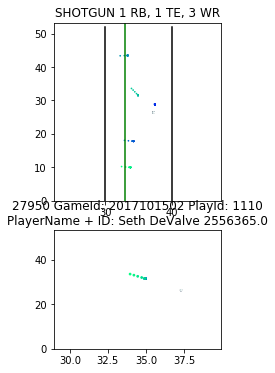 SHOTGUN 1 RB, 1 TE, 3 WR
50
40
30
20
10
0
30 40
27950 GameId: 2017101502 PlayId: 1110
PlayerName + ID: Seth DeValve 2556365.0
40
20
0
30.0 32.5 35.0 37.5